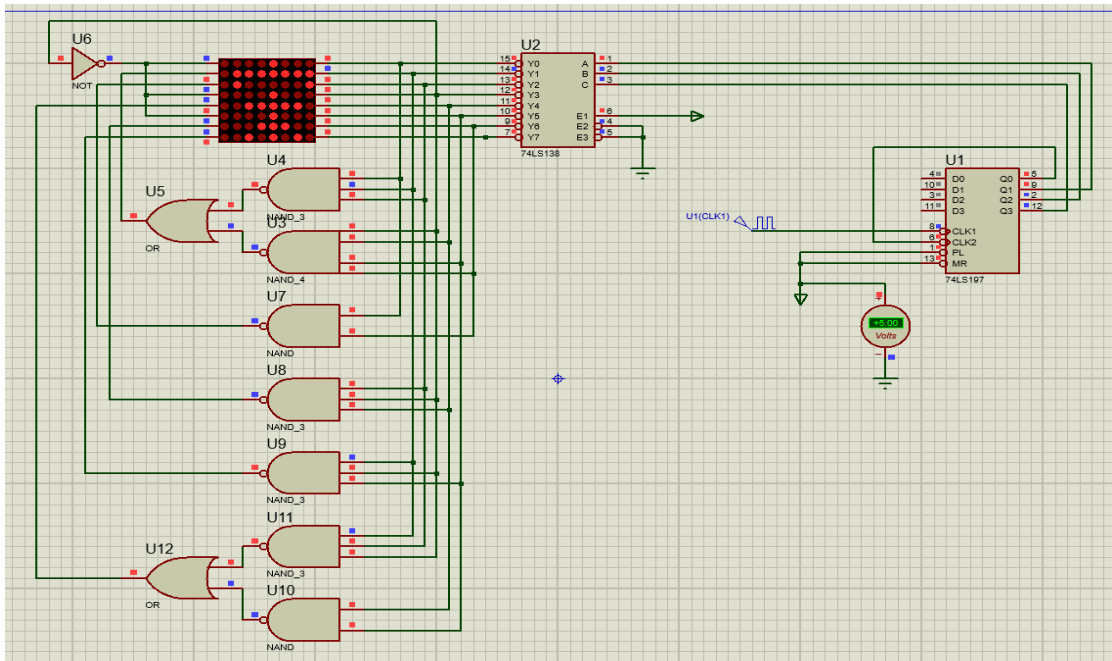 U6
NOT
U2
15 Y0 A 1
14 Y1 B 2
13 Y2 C 3
12 Y3
11 Y4
10 Y5 E1 6
9 Y6 E2 4
7 Y7 E3 5
74LS138
U1
4 D0 Q0 5
10 D1 Q1 9
3 D2 Q2 2
11 D3 Q3 12
8 CLK1
6 CLK2
1 PL
13 MR
74LS197
U1(CLK1)
+5.00
Volts
U4
NAND_3
U5
OR
U3
NAND_4
U7
NAND
U8
NAND_3
U9
NAND_3
U11
NAND_3
U12
OR
U10
NAND